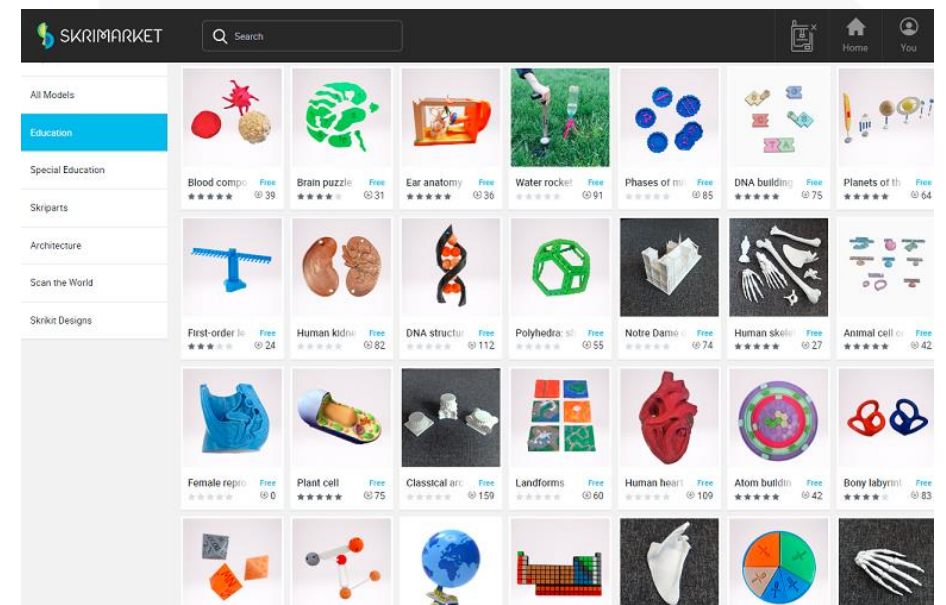 SKRIMARKET
Search
Home
You
All Models
Education
Special Education
Skriparts
Architecture
Scan the World
Skrikit Designs
Blood compo Free
39
Brain puzzle Free
31
Ear anatomy Free
36
Water rocket Free
91
Phases of m Free
85
DNA building Free
75
Planets of th Free
64
First-order le Free
24
Human kidne Free
82
DNA structur Free
112
Polyhedra: sh Free
55
Notre Dame Free
74
Human skele Free
27
Animal cell or Free
42
Female repro Free
0
Plant cell Free
75
Classical arc Free
159
Landforms Free
60
Human heart Free
109
Atom buildin Free
42
Bony labyrint Free
83